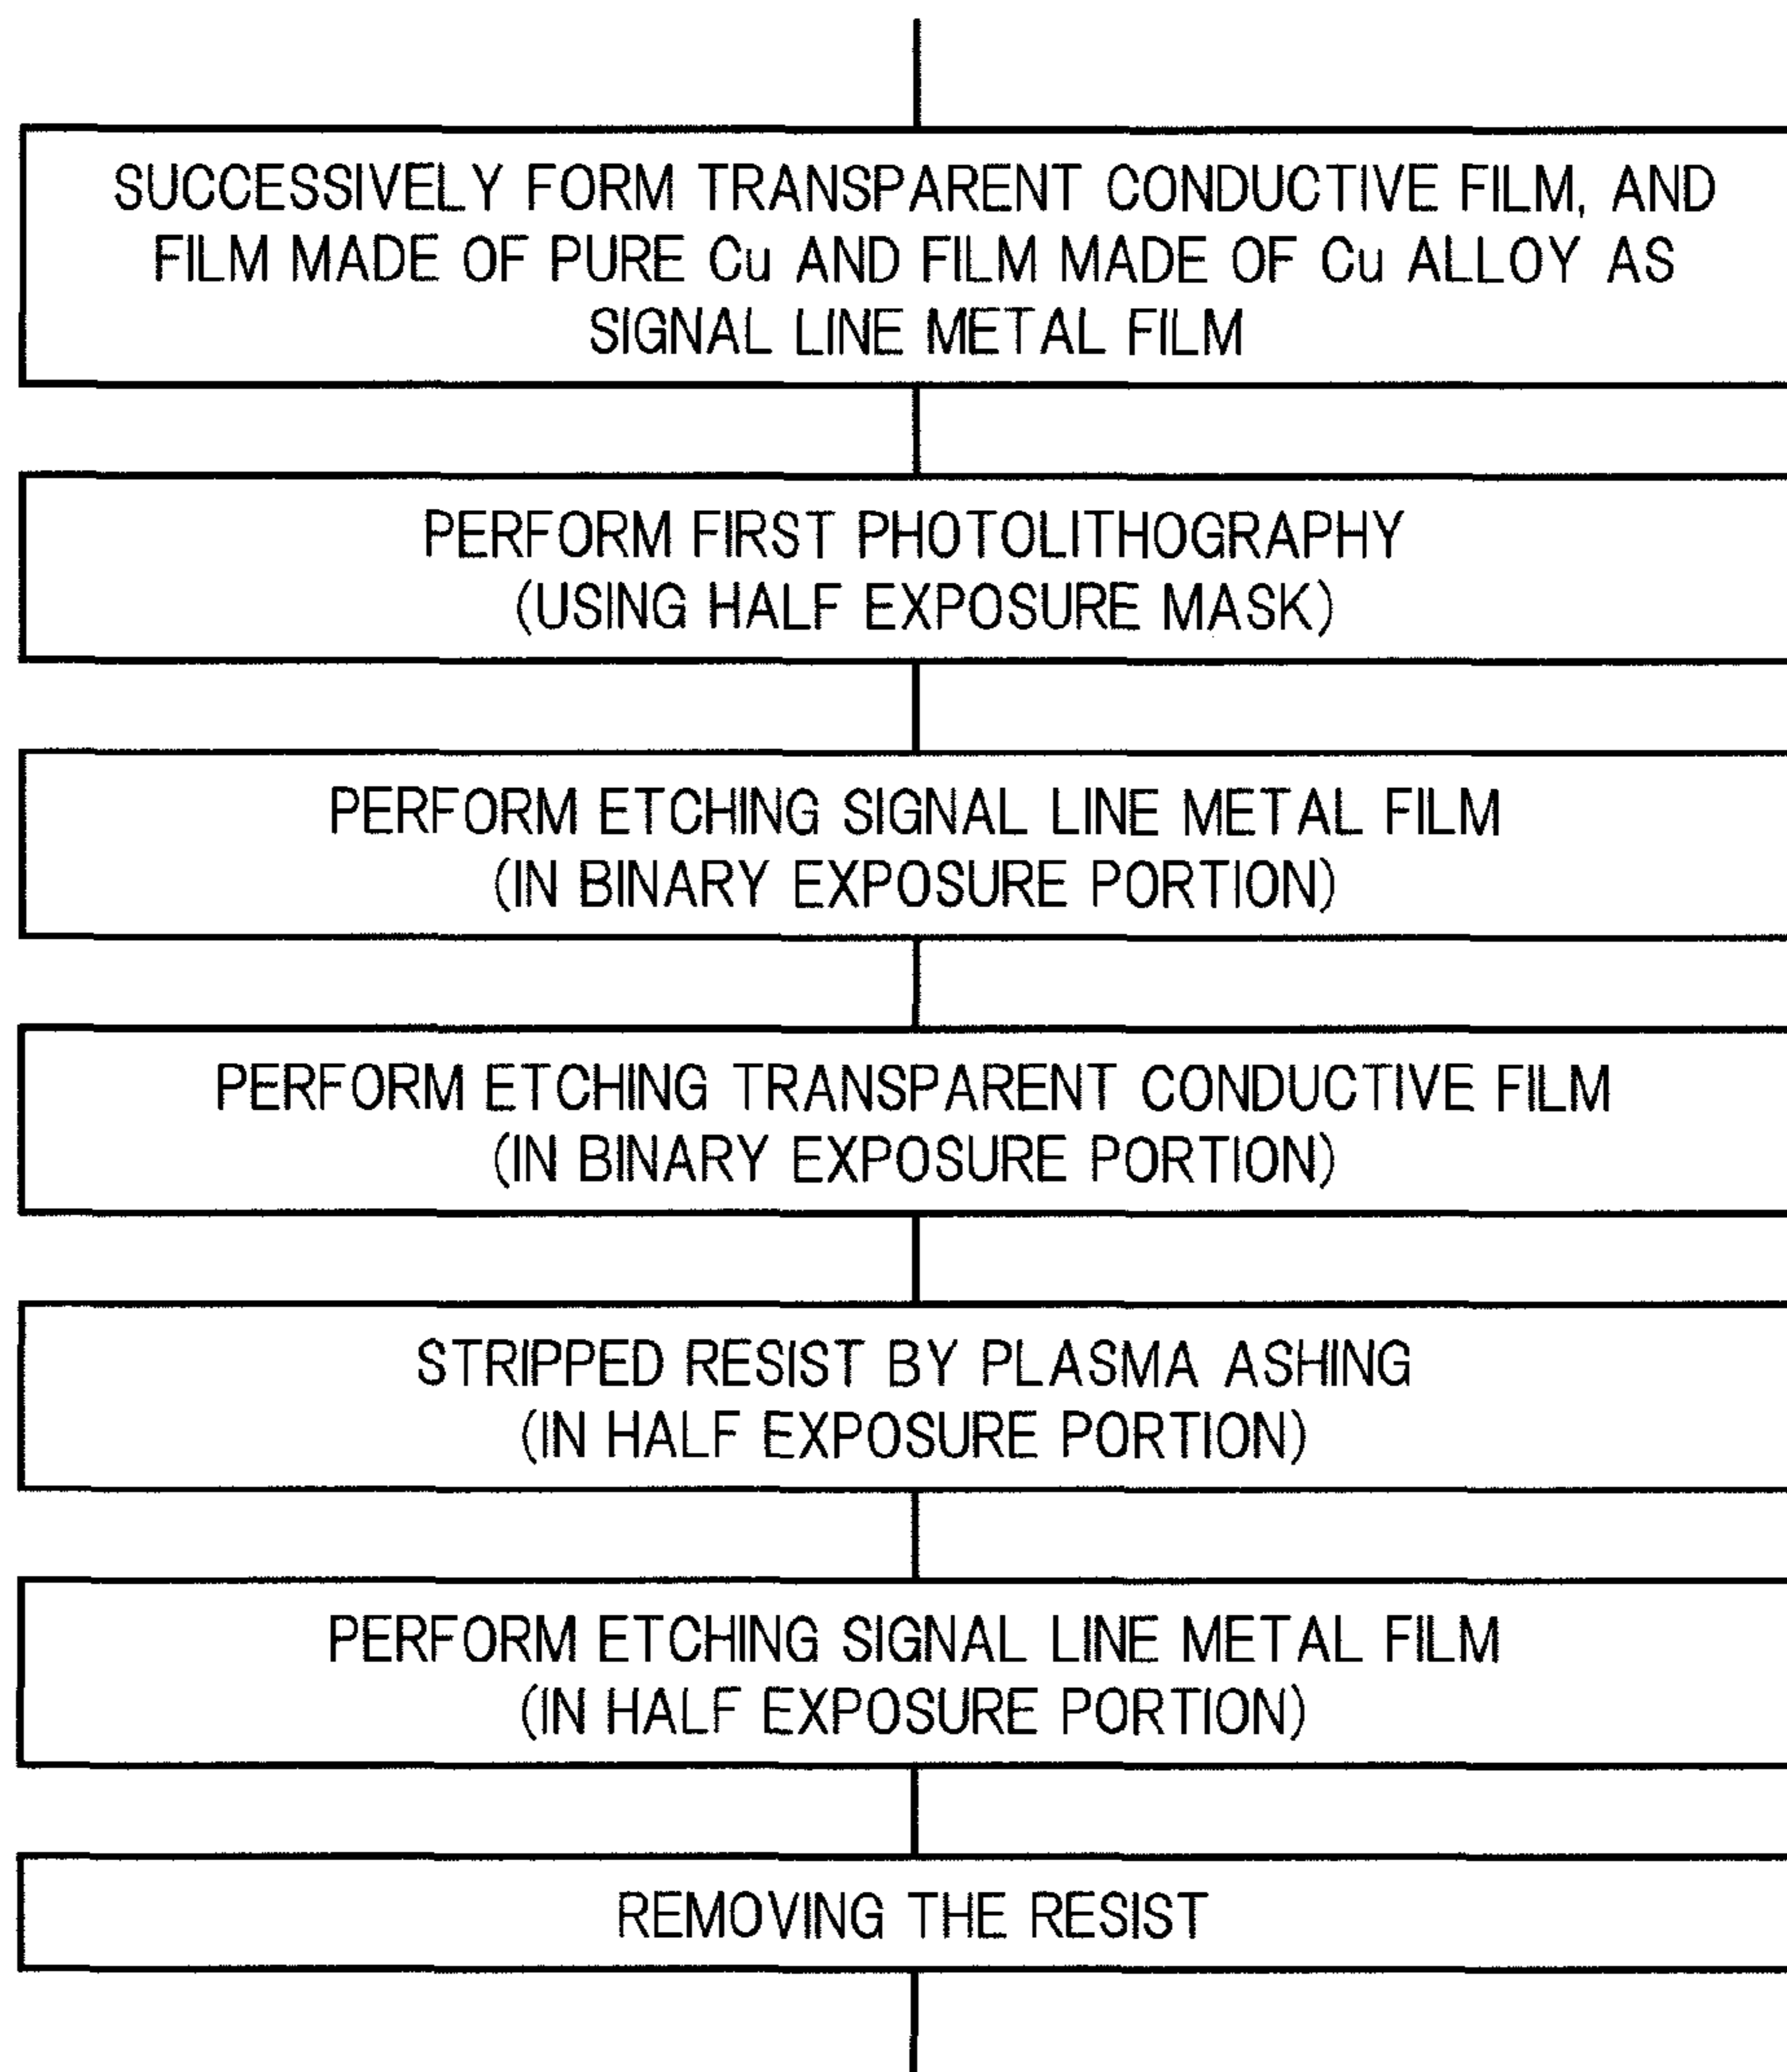 SUCCESSIVELY FORM TRANSPARENT CONDUCTIVE FILM, AND
FILM MADE OF PURE Cu AND FILM MADE OF Cu ALLOY AS
SIGNAL LINE METAL FILM
PERFORM FIRST PHOTOLITHOGRAPHY
(USING HALF EXPOSURE MASK)
PERFORM ETCHING SIGNAL LINE METAL FILM
(IN BINARY EXPOSURE PORTION)
PERFORM ETCHING TRANSPARENT CONDUCTIVE FILM
(IN BINARY EXPOSURE PORTION)
STRIPPED RESIST BY PLASMA ASHING
(IN HALF EXPOSURE PORTION)
PERFORM ETCHING SIGNAL LINE METAL FILM
(IN HALF EXPOSURE PORTION)
REMOVING THE RESIST